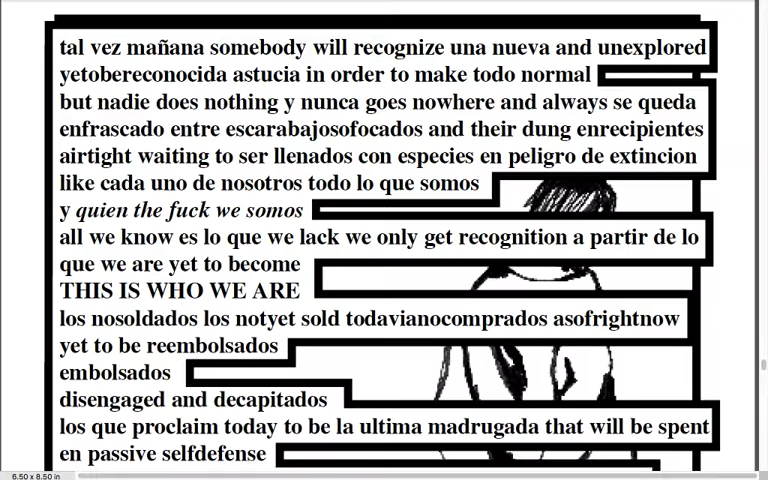 tal vez mañana somebody will recognize una nueva and unexplored
yetobereconocida astucia in order to make todo normal
but nadie does nothing y nunca goes nowhere and always se queda
enfrascado entre escarabajosofocados and their dung enrecipientes
airtight waiting to ser llenados con especies en peligro de extincion
like cada uno de nosotros todo lo que somos
y quien the fuck we somos
all we know es lo que we lack we only get recognition a partir de lo
que we are yet to become
THIS IS WHO WE ARE
los nosoldados los notyet sold todavianocomprados asofrightnow
yet to be reembolsados
embolsados
disengaged and decapitados
los que proclaim today to be la ultima madrugada that will be spent
en passive selfdefense
6.50 x 8.50 in